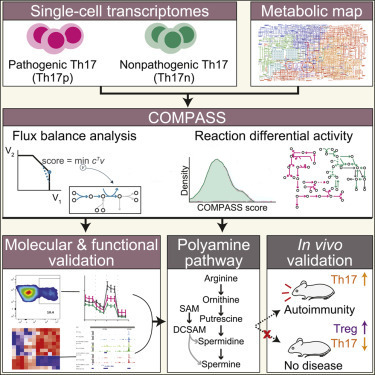 Single-cell transcriptomes
Metabolic map
Pathogenic Th17
(Th17p)
Nonpathogenic Th17
(Th17n)
COMPASS
Flux balance analysis
Reaction differential activity
V₂
score = min cᵀv
V₁
Density
COMPASS score
Molecular & functional
validation
Polyamine
pathway
In vivo
validation
Arginine
Ornithine
SAM
Putrescine
DCSAM
Spermidine
Spermine
Th17 ↑
Autoimmunity
Treg ↑
Th17 ↓
No disease